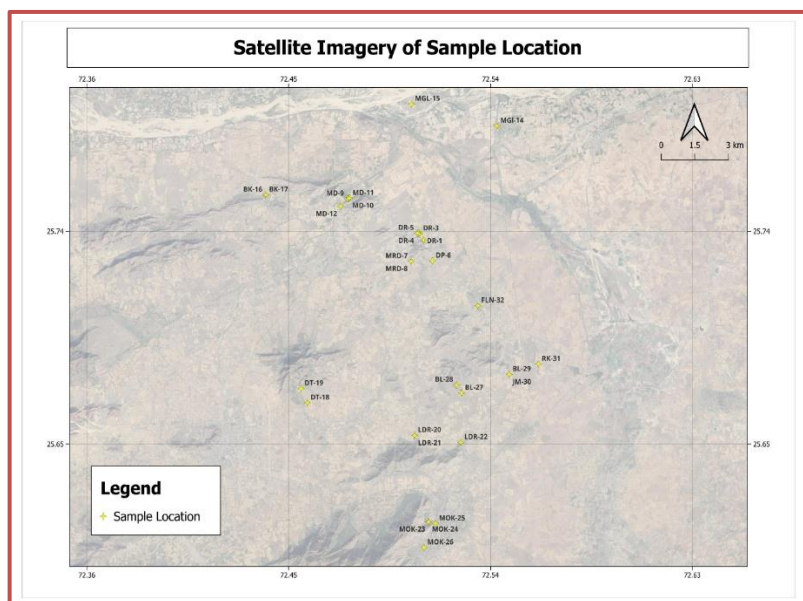 Satellite Imagery of Sample Location
72.36 72.45 72.54 72.63
MGL-15
MGl-14
0 1.5 3 km
BK-16 BK-17 MD-9 MD-11
MD-10
MD-12
25.74 DR-5 DR-3 25.74
DR-4 DR-1
MRD-7 DP-6
MRD-8
FLN-32
RK-31
BL-29
DT-19 BL-28 BL-27 JM-30
DT-18
LDR-20
25.65 LDR-21 LDR-22 25.65
Legend
Sample Location
MOK-25
MOK-23 MOK-24
MOK-26
72.36 72.45 72.54 72.63